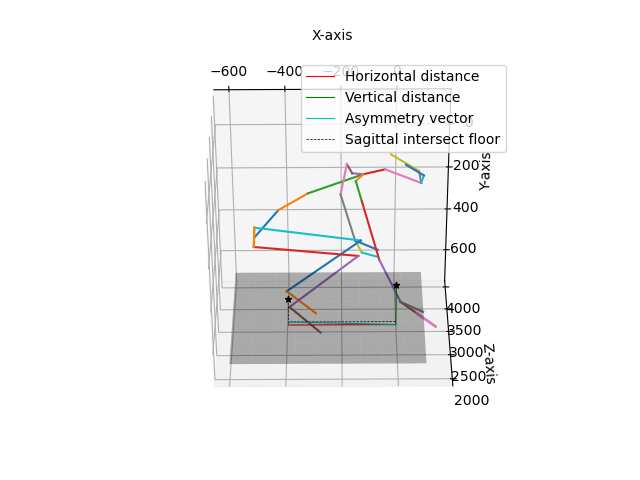 X-axis
−600 −400 −200 0
Horizontal distance
Vertical distance
Asymmetry vector
Sagittal intersect floor
0
200
400
600
Y-axis
4000
3500
3000
2500
2000
Z-axis